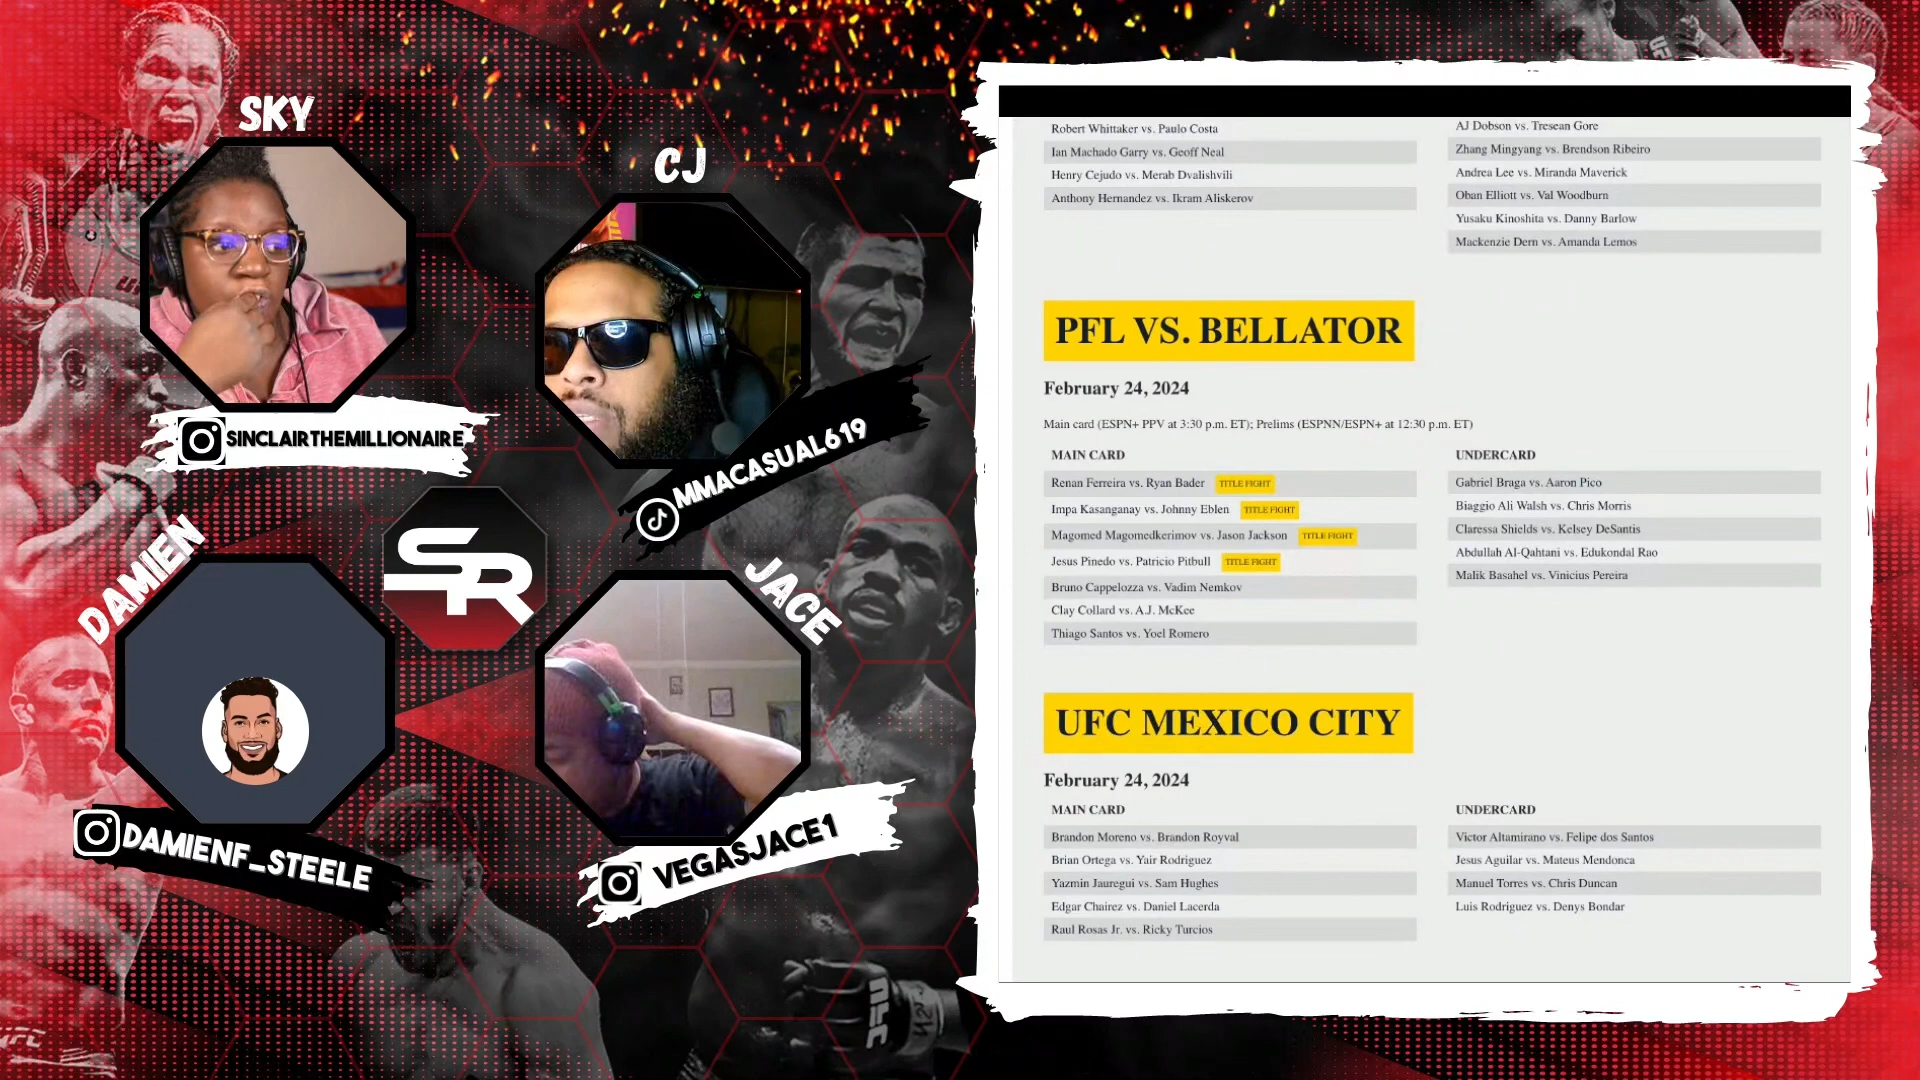 SKY
SINCLAIRTHEMILLIONAIRE
CJ
MMACASUAL619
DAMIEN
DAMIENF_STEELE
SR
JACE
VEGASJACE1
Robert Whittaker vs. Paulo Costa
Ian Machado Garry vs. Geoff Neal
Henry Cejudo vs. Merab Dvalishvili
Anthony Hernandez vs. Ikram Aliskerov
AJ Dobson vs. Tresean Gore
Zhang Mingyang vs. Brendson Ribeiro
Andrea Lee vs. Miranda Maverick
Oban Elliott vs. Val Woodburn
Yusaku Kinoshita vs. Danny Barlow
Mackenzie Dern vs. Amanda Lemos
PFL VS. BELLATOR
February 24, 2024
Main card (ESPN+ PPV at 3:30 p.m. ET); Prelims (ESPNN/ESPN+ at 12:30 p.m. ET)
MAIN CARD
Renan Ferreira vs. Ryan Bader TITLE FIGHT
Impa Kasanganay vs. Johnny Eblen TITLE FIGHT
Magomed Magomedkerimov vs. Jason Jackson TITLE FIGHT
Jesus Pinedo vs. Patricio Pitbull TITLE FIGHT
Bruno Cappelozza vs. Vadim Nemkov
Clay Collard vs. A.J. McKee
Thiago Santos vs. Yoel Romero
UNDERCARD
Gabriel Braga vs. Aaron Pico
Biaggio Ali Walsh vs. Chris Morris
Claressa Shields vs. Kelsey DeSantis
Abdullah Al-Qahtani vs. Edukondal Rao
Malik Basahel vs. Vinicius Pereira
UFC MEXICO CITY
February 24, 2024
MAIN CARD
Brandon Moreno vs. Brandon Royval
Brian Ortega vs. Yair Rodriguez
Yazmin Jauregui vs. Sam Hughes
Edgar Chairez vs. Daniel Lacerda
Raul Rosas Jr. vs. Ricky Turcios
UNDERCARD
Victor Altamirano vs. Felipe dos Santos
Jesus Aguilar vs. Mateus Mendonca
Manuel Torres vs. Chris Duncan
Luis Rodriguez vs. Denys Bondar
UFC